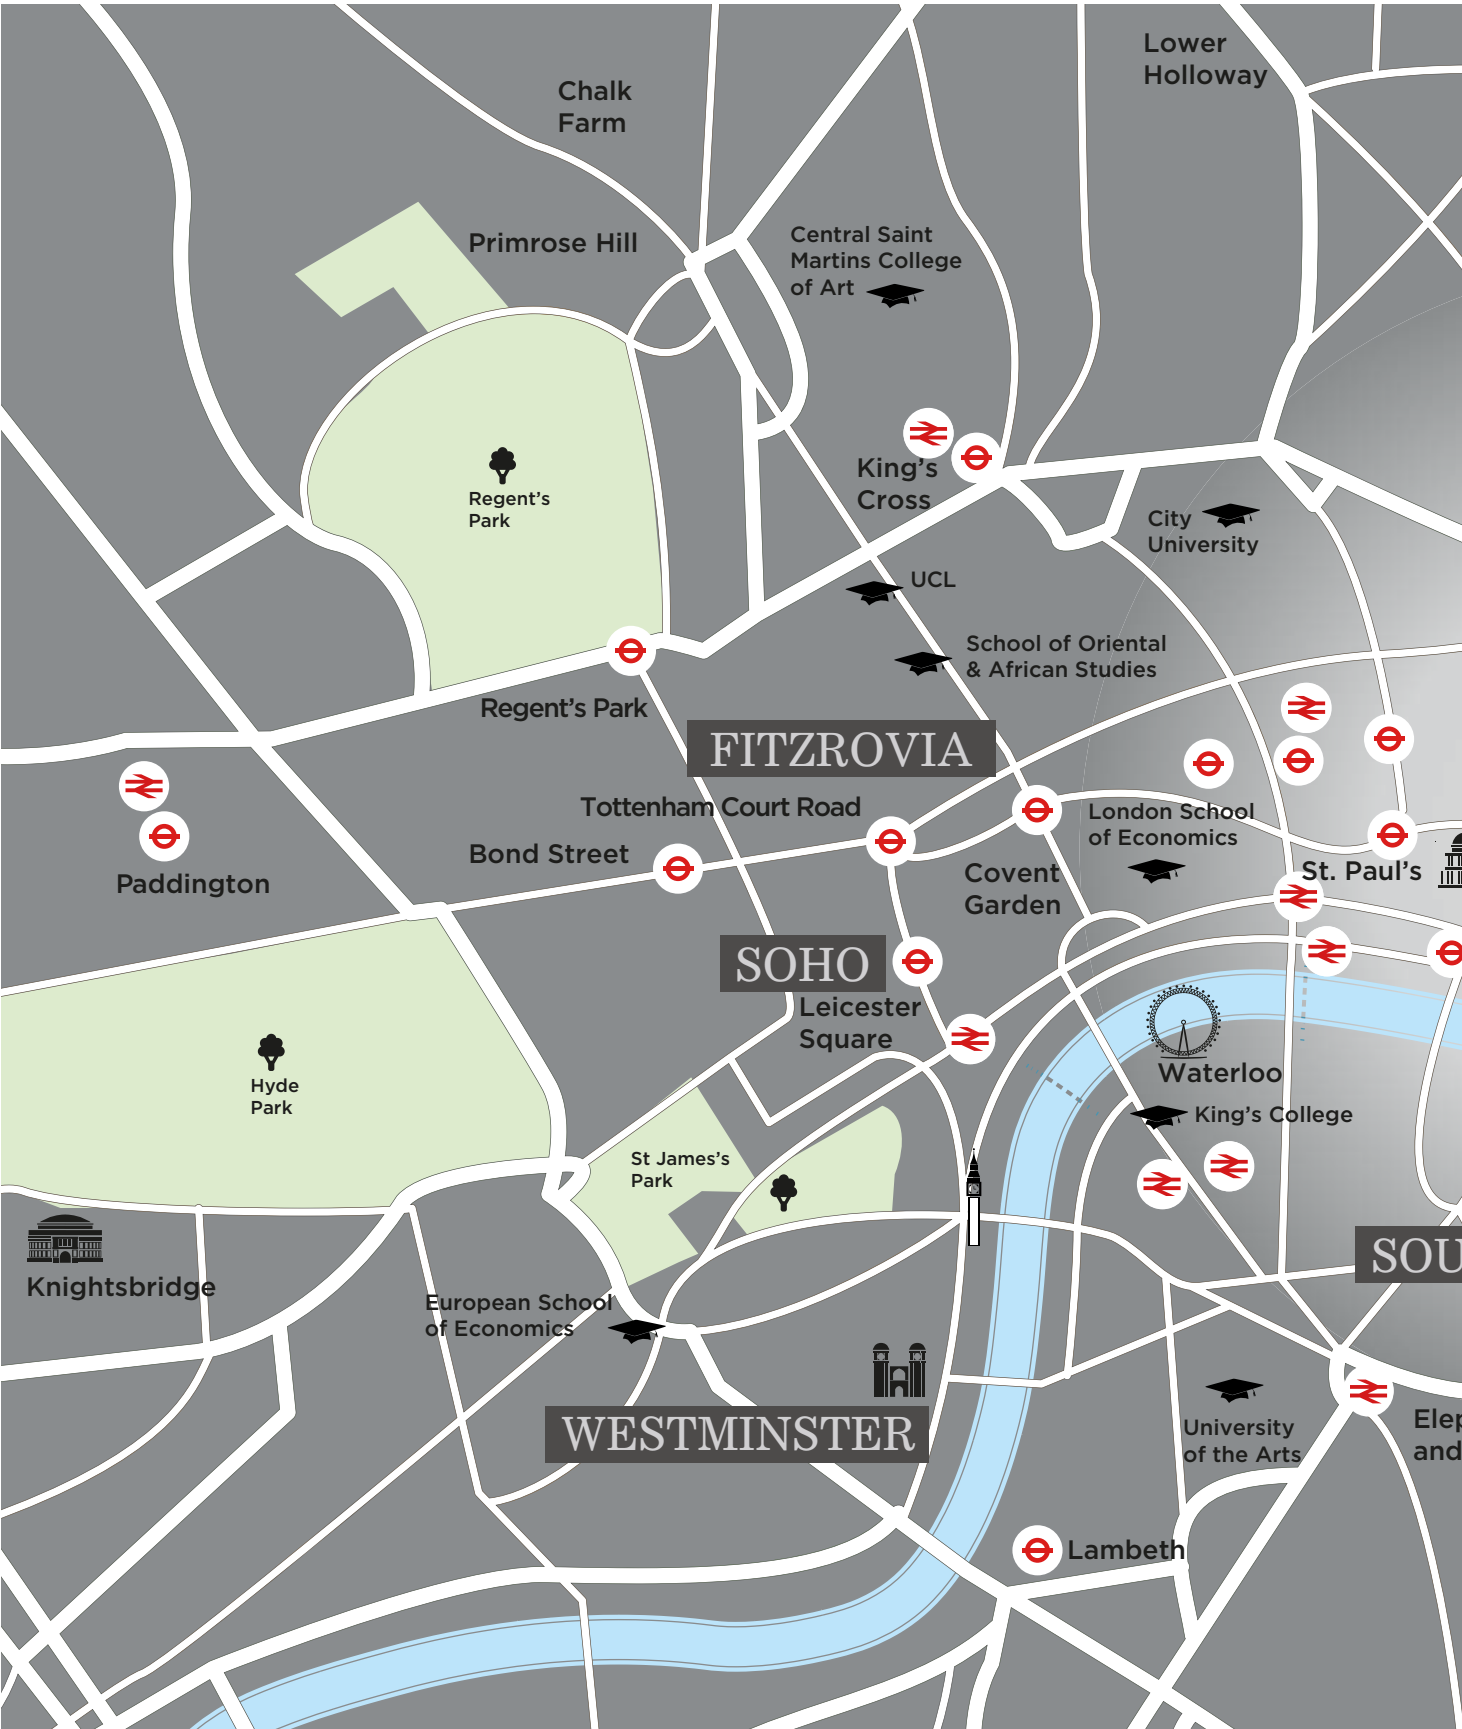 Lower
Holloway
Chalk
Farm
Primrose Hill
Central Saint
Martins College
of Art
King's
Cross
Regent's
Park
City
University
UCL
School of Oriental
& African Studies
Regent's Park
FITZROVIA
Tottenham Court Road
London School
of Economics
Bond Street
Covent
Garden
St. Paul's
Paddington
SOHO
Leicester
Square
Waterloo
Hyde
Park
King's College
St James's
Park
SOU
Knightsbridge
European School
of Economics
WESTMINSTER
University
of the Arts
Elep
and
Lambeth